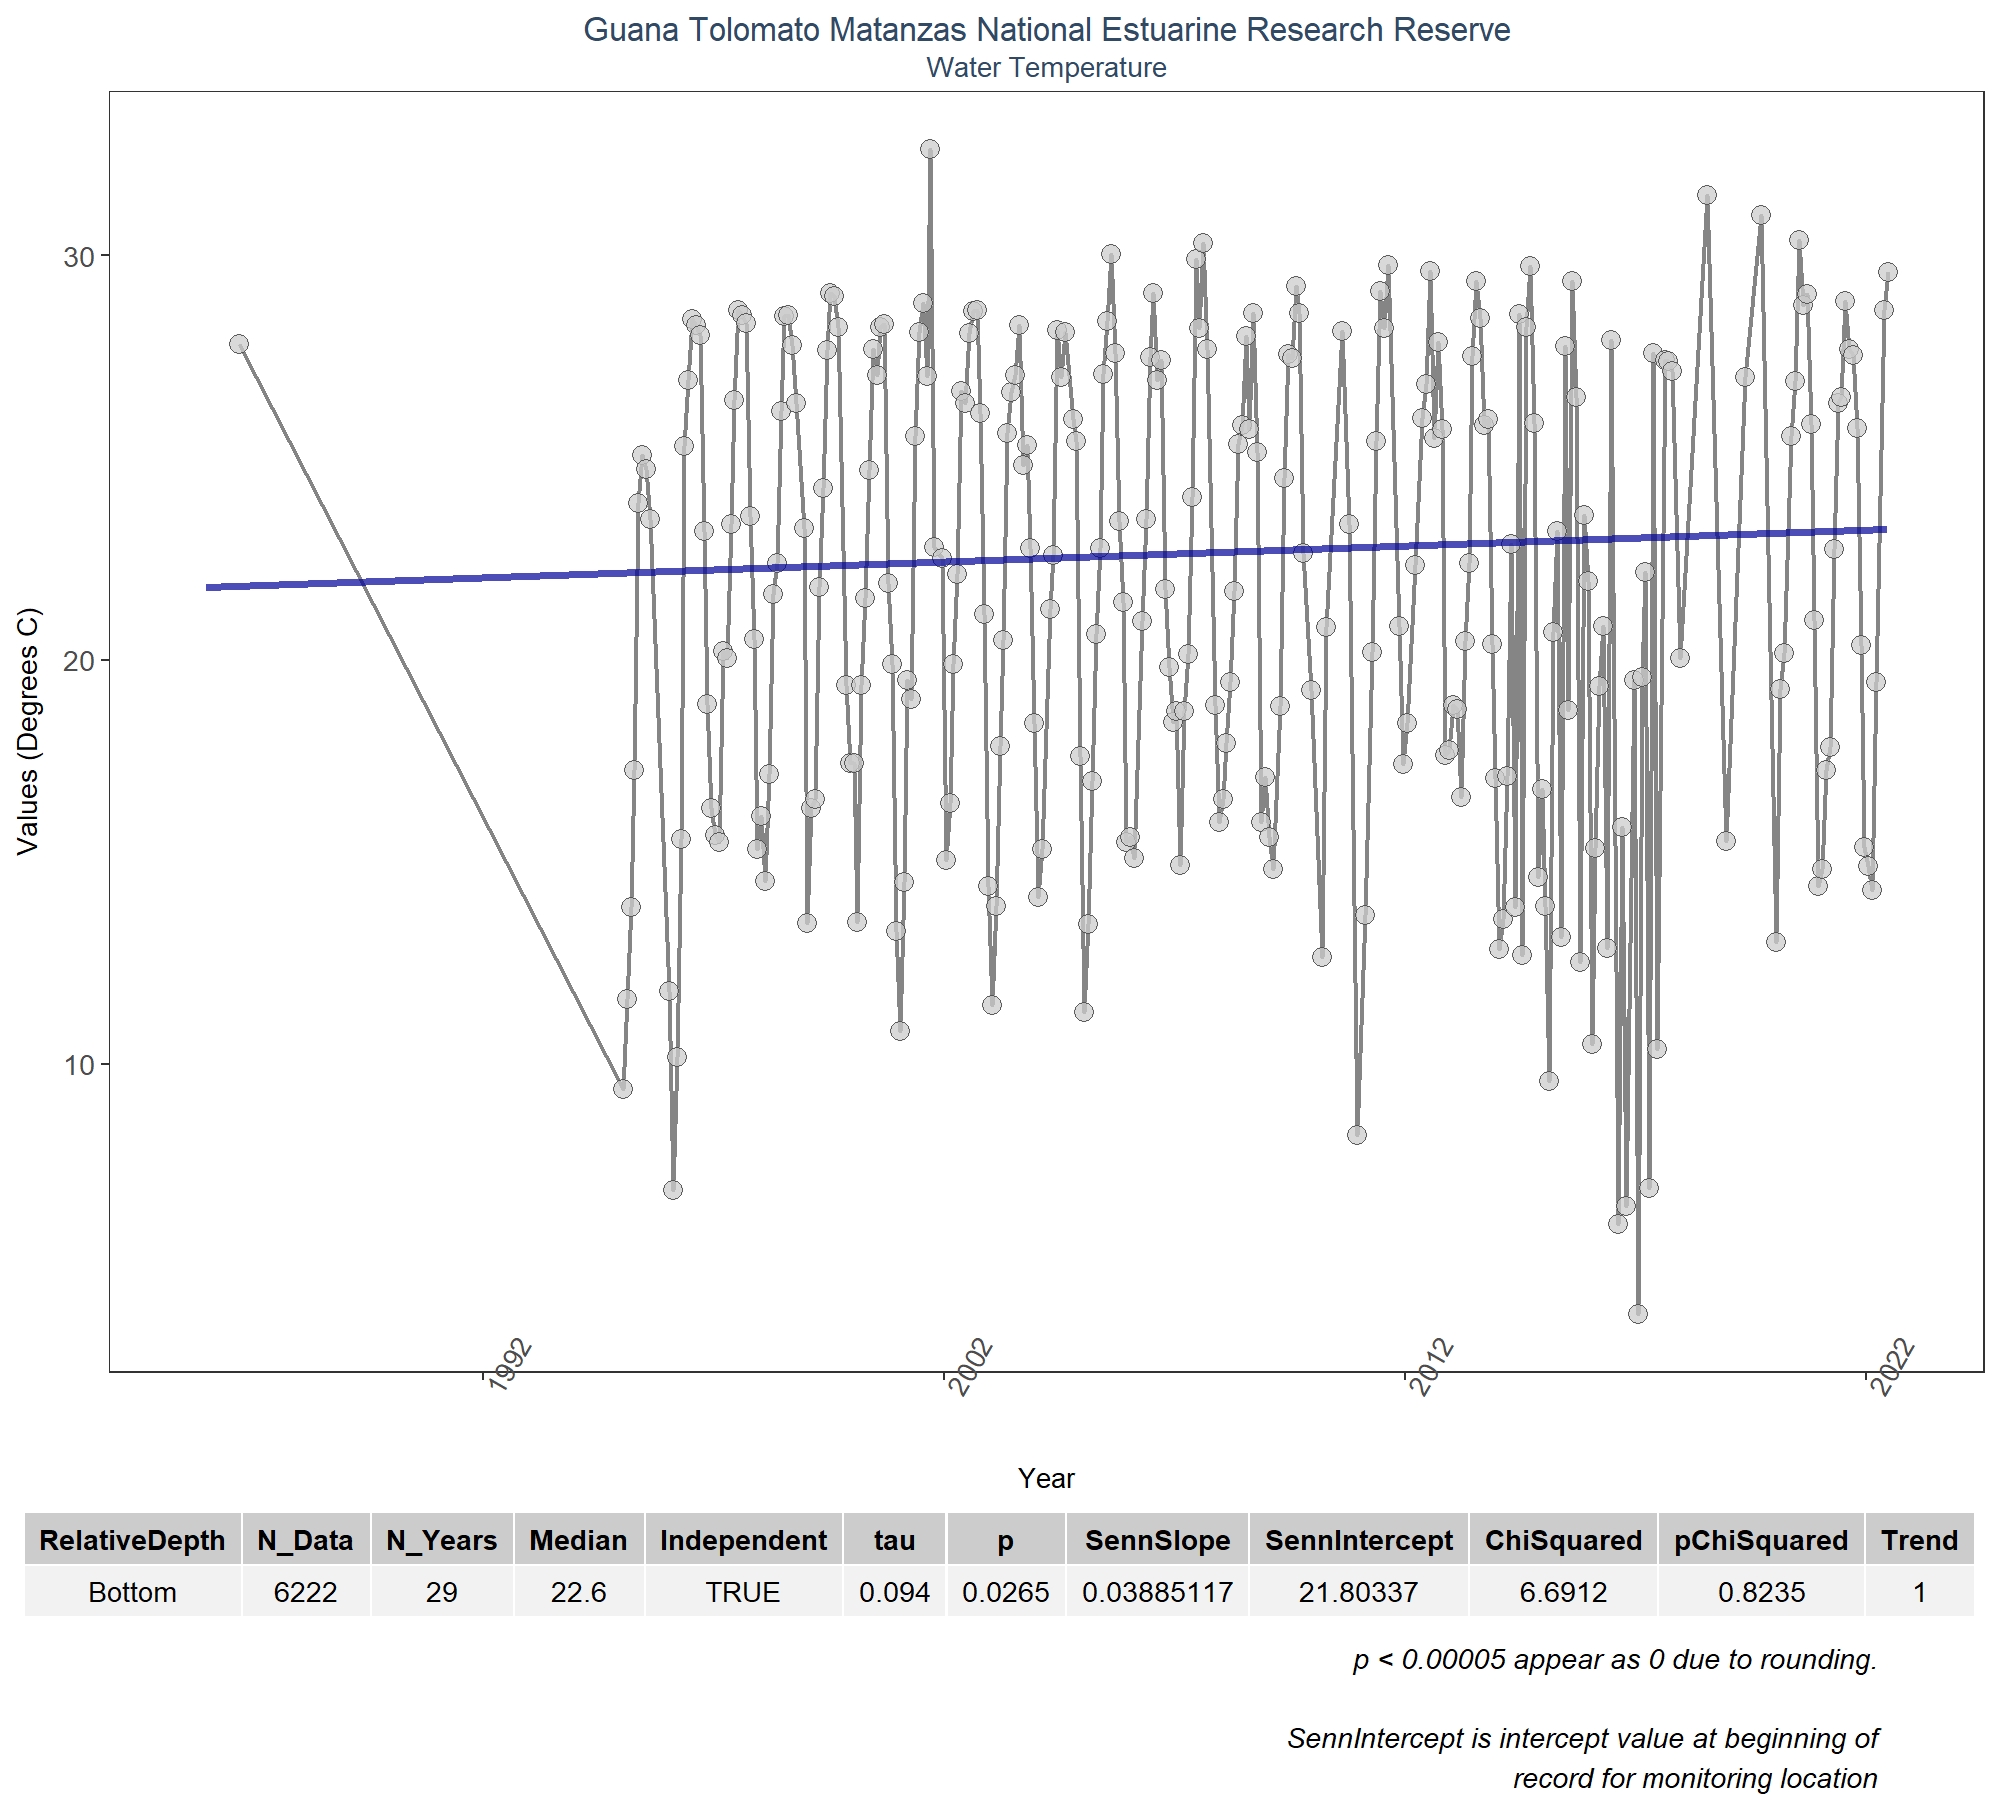 Guana Tolomato Matanzas National Estuarine Research Reserve
Water Temperature
Values (Degrees C)
30
20
10
1992
2002
2012
2022
Year
RelativeDepth N_Data N_Years Median Independent tau p SennSlope SennIntercept ChiSquared pChiSquared Trend
Bottom 6222 29 22.6 TRUE 0.094 0.0265 0.03885117 21.80337 6.6912 0.8235 1
p < 0.00005 appear as 0 due to rounding.
SennIntercept is intercept value at beginning of
record for monitoring location